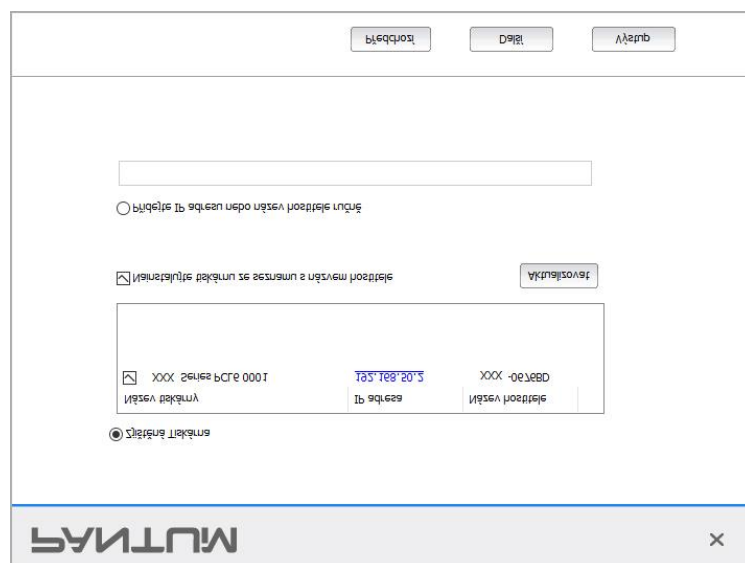 PANTUM
Zjištěná Tiskárna
Název tiskárny IP adresa Název hostitele
XXX Series PCL6 0001 192.168.50.2 XXX -0676BD
Nainstalujte tiskárnu ze seznamu s názvem hostitele Aktualizovat
Přidejte IP adresu nebo název hostitele ručně
Předchozí Další Výstup